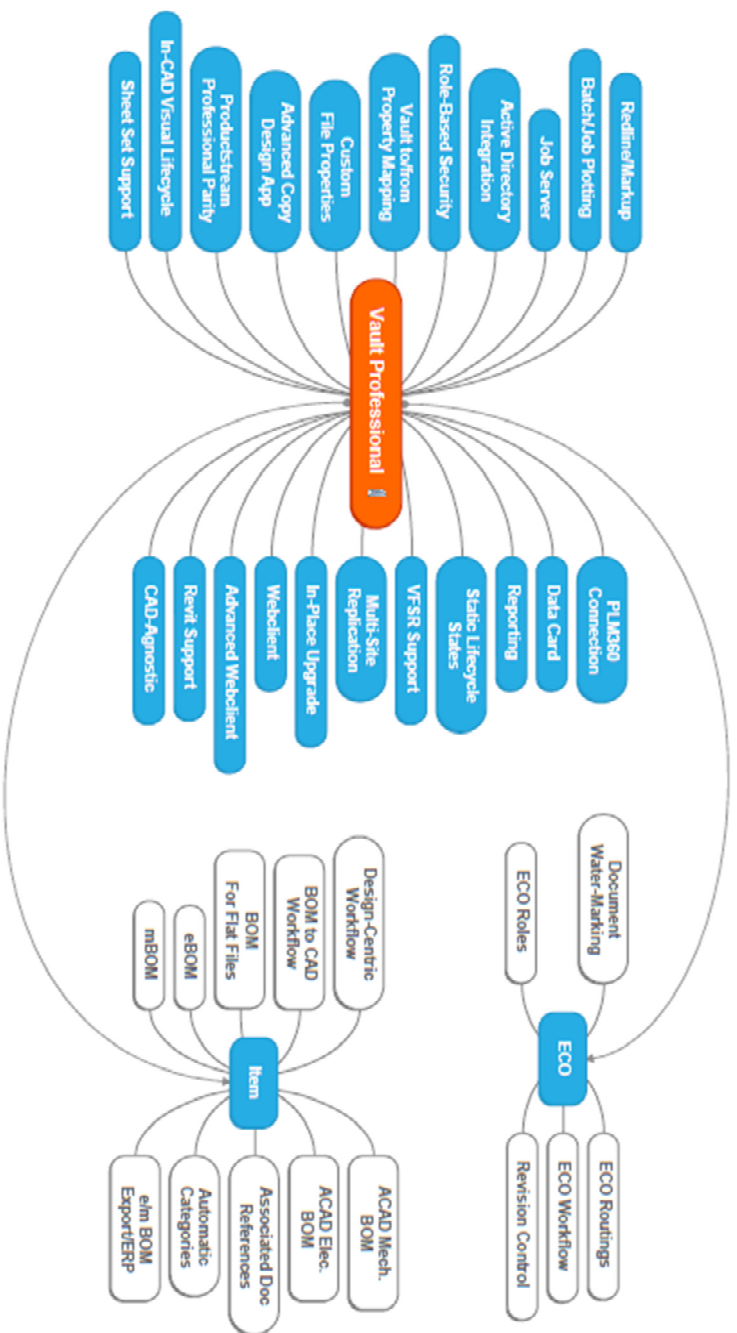 Redline/Markup
Batch/Job Plotting
Job Server
Active Directory
Integration
Role-Based Security
Vault to/from
Property Mapping
Custom
File Properties
Advanced Copy
Design App
Productstream
Professional Parity
In-CAD Visual Lifecycle
Sheet Set Support
Vault Professional
PLM360
Connection
Data Card
Reporting
Static Lifecycle
States
VFSR Support
Multi-Site
Replication
In-Place Upgrade
Webclient
Advanced Webclient
Revit Support
CAD-Agnostic
Document
Water-Marking
ECO Roles
ECO
ECO Routings
ECO Workflow
Revision Control
Design-Centric
Workflow
BOM to CAD
Workflow
BOM
For Flat Files
eBOM
mBOM
Item
ACAD Mech.
BOM
ACAD Elec.
BOM
Associated Doc
References
Automatic
Categories
e/m BOM
Export/ERP